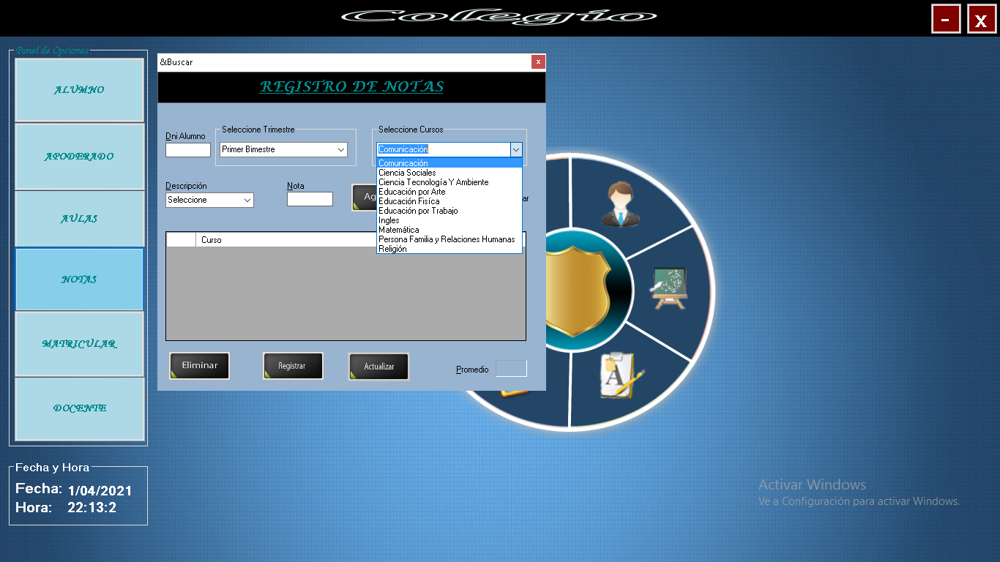 Colegio
- x
Panel de Opciones
ALUMNO
APODERADO
AULAS
NOTAS
MATRICULAR
DOCENTE
Fecha y Hora
Fecha: 1/04/2021
Hora: 22:13:2
&Buscar x
REGISTRO DE NOTAS
Dni Alumno
Seleccione Trimestre
Primer Bimestre
Seleccione Cursos
Comunicación
Comunicación
Ciencia Sociales
Ciencia Tecnología Y Ambiente
Educación por Arte
Educación Fisíca
Educación por Trabajo
Ingles
Matemática
Persona Familia y Relaciones Humanas
Religión
Descripción
Seleccione
Nota
Ag
ar
Curso
Eliminar
Registrar
Actualizar
Promedio
A
Activar Windows
Ve a Configuración para activar Windows.